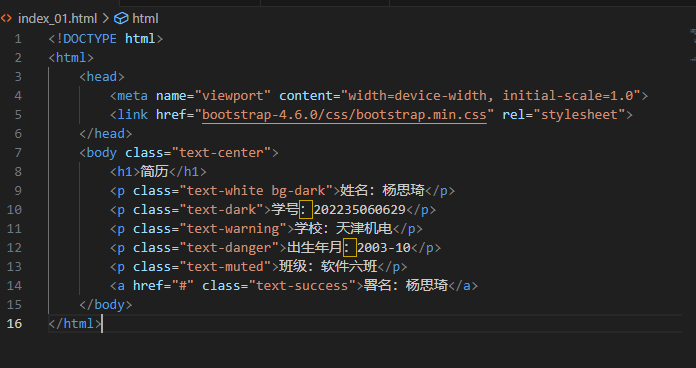 index_01.html > html
1 <!DOCTYPE html>
2 <html>
3     <head>
4         <meta name="viewport" content="width=device-width, initial-scale=1.0">
5         <link href="bootstrap-4.6.0/css/bootstrap.min.css" rel="stylesheet">
6     </head>
7     <body class="text-center">
8         <h1>简历</h1>
9         <p class="text-white bg-dark">姓名：杨思琦</p>
10         <p class="text-dark">学号：202235060629</p>
11         <p class="text-warning">学校：天津机电</p>
12         <p class="text-danger">出生年月：2003-10</p>
13         <p class="text-muted">班级：软件六班</p>
14         <a href="#" class="text-success">署名：杨思琦</a>
15     </body>
16 </html>